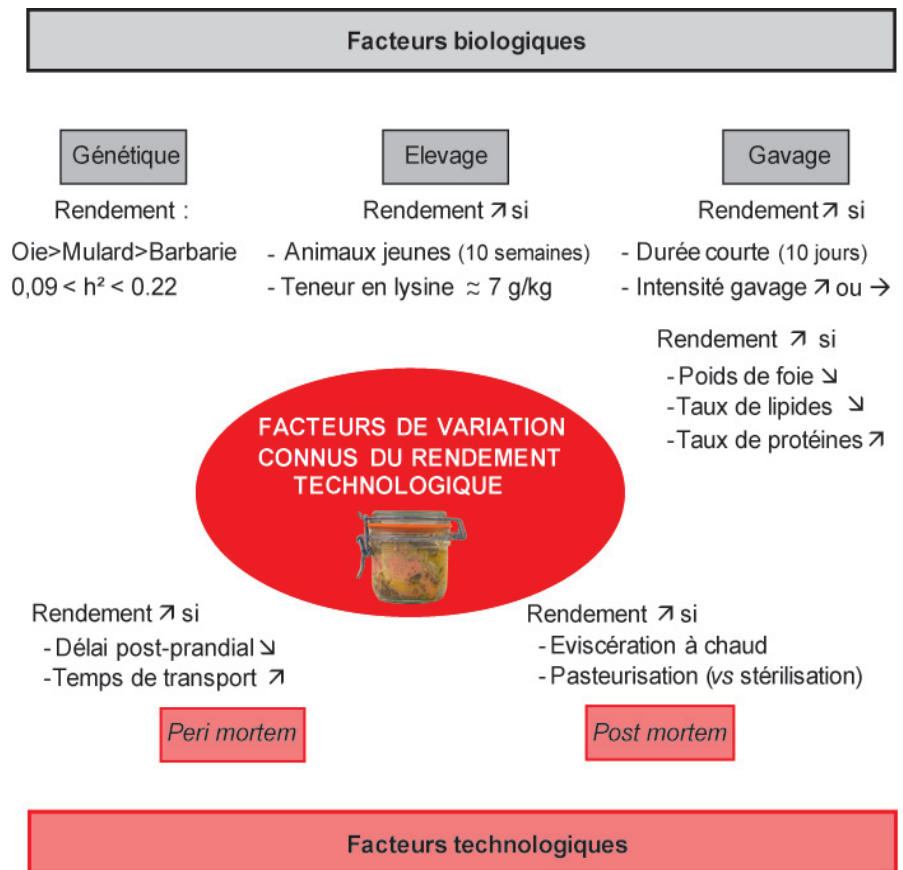 Facteurs biologiques
Génétique
Rendement :
Oie>Mulard>Barbarie
0,09 < h² < 0.22
Elevage
Rendement ↗ si
- Animaux jeunes (10 semaines)
- Teneur en lysine ≈ 7 g/kg
Gavage
Rendement↗ si
- Durée courte (10 jours)
- Intensité gavage ↗ ou →
Rendement ↗ si
- Poids de foie ↘
- Taux de lipides ↘
- Taux de protéines ↗
FACTEURS DE VARIATION
CONNUS DU RENDEMENT
TECHNOLOGIQUE
Rendement ↗ si
- Délai post-prandial ↘
- Temps de transport ↗
Peri mortem
Rendement ↗ si
- Eviscération à chaud
- Pasteurisation (vs stérilisation)
Post mortem
Facteurs technologiques